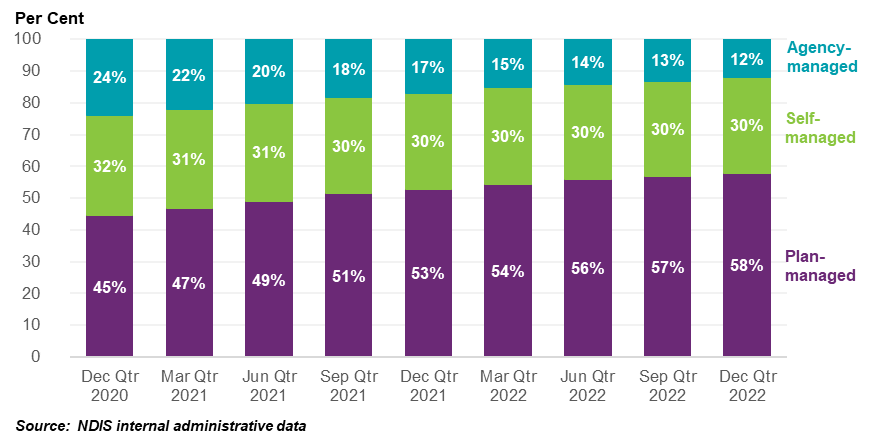 Per Cent
100
90
80
70
60
50
40
30
20
10
0
24% 22% 20% 18% 17% 15% 14% 13% 12%
32% 31% 31% 30% 30% 30% 30% 30% 30%
45% 47% 49% 51% 53% 54% 56% 57% 58%
Agency-
managed
Self-
managed
Plan-
managed
Dec Qtr Mar Qtr Jun Qtr Sep Qtr Dec Qtr Mar Qtr Jun Qtr Sep Qtr Dec Qtr
2020 2021 2021 2021 2021 2022 2022 2022 2022
Source: NDIS internal administrative data